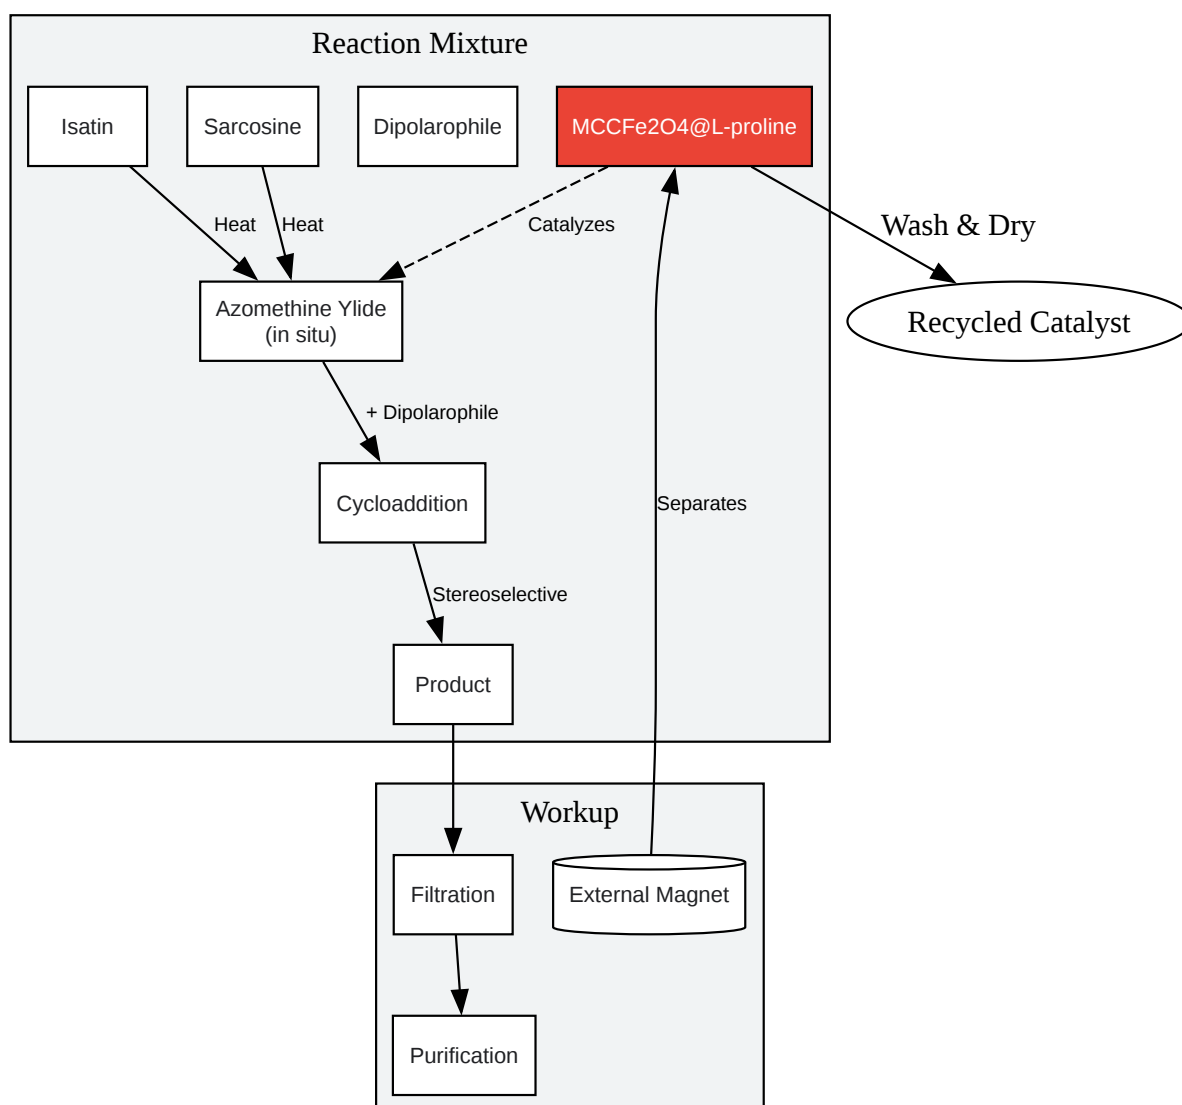 Reaction Mixture
Isatin
Sarcosine
Dipolarophile
MCCFe2O4@L-proline
Heat
Heat
Catalyzes
Wash & Dry
Azomethine Ylide
(in situ)
Recycled Catalyst
+ Dipolarophile
Cycloaddition
Separates
Stereoselective
Product
Workup
Filtration
External Magnet
Purification